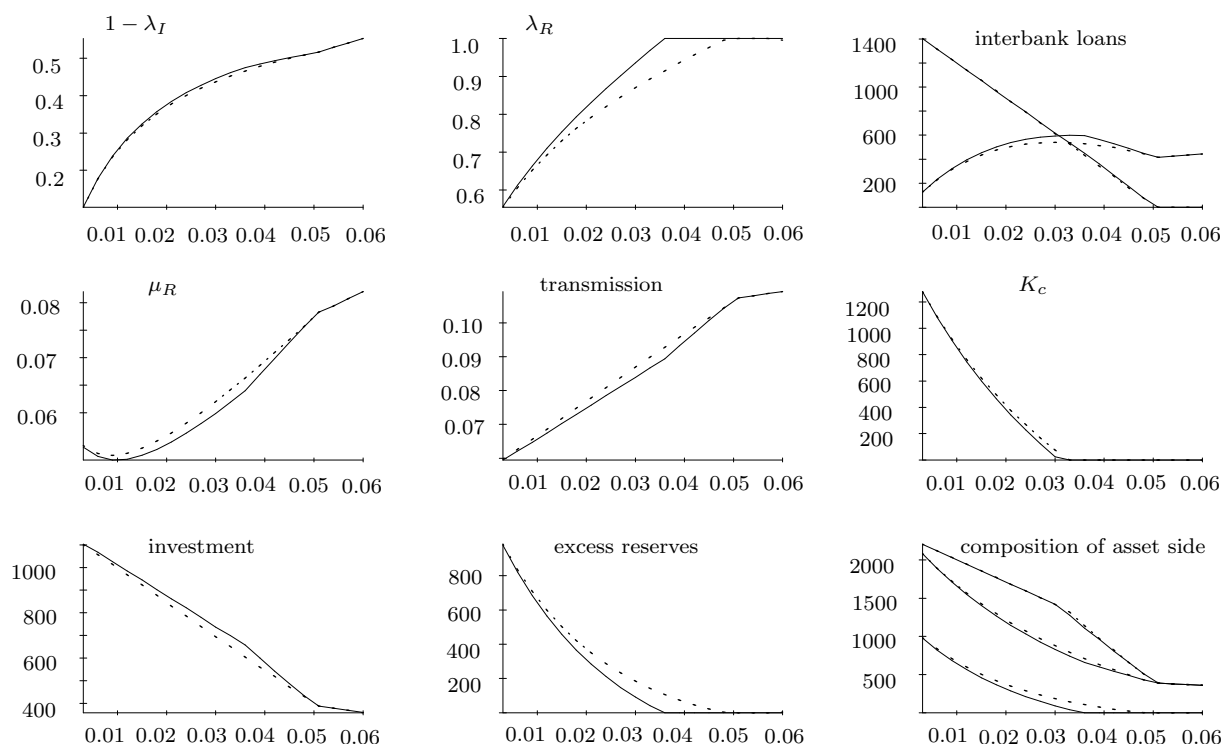 1 − λ_I
0.5
0.4
0.3
0.2
0.01 0.02 0.03 0.04 0.05 0.06
λ_R
1.0
0.9
0.8
0.7
0.6
0.01 0.02 0.03 0.04 0.05 0.06
interbank loans
1400
1000
600
200
0.01 0.02 0.03 0.04 0.05 0.06
μ_R
0.08
0.07
0.06
0.01 0.02 0.03 0.04 0.05 0.06
transmission
0.10
0.09
0.08
0.07
0.01 0.02 0.03 0.04 0.05 0.06
K_c
1200
1000
800
600
400
200
0.01 0.02 0.03 0.04 0.05 0.06
investment
1000
800
600
400
0.01 0.02 0.03 0.04 0.05 0.06
excess reserves
800
600
400
200
0.01 0.02 0.03 0.04 0.05 0.06
composition of asset side
2000
1500
1000
500
0.01 0.02 0.03 0.04 0.05 0.06